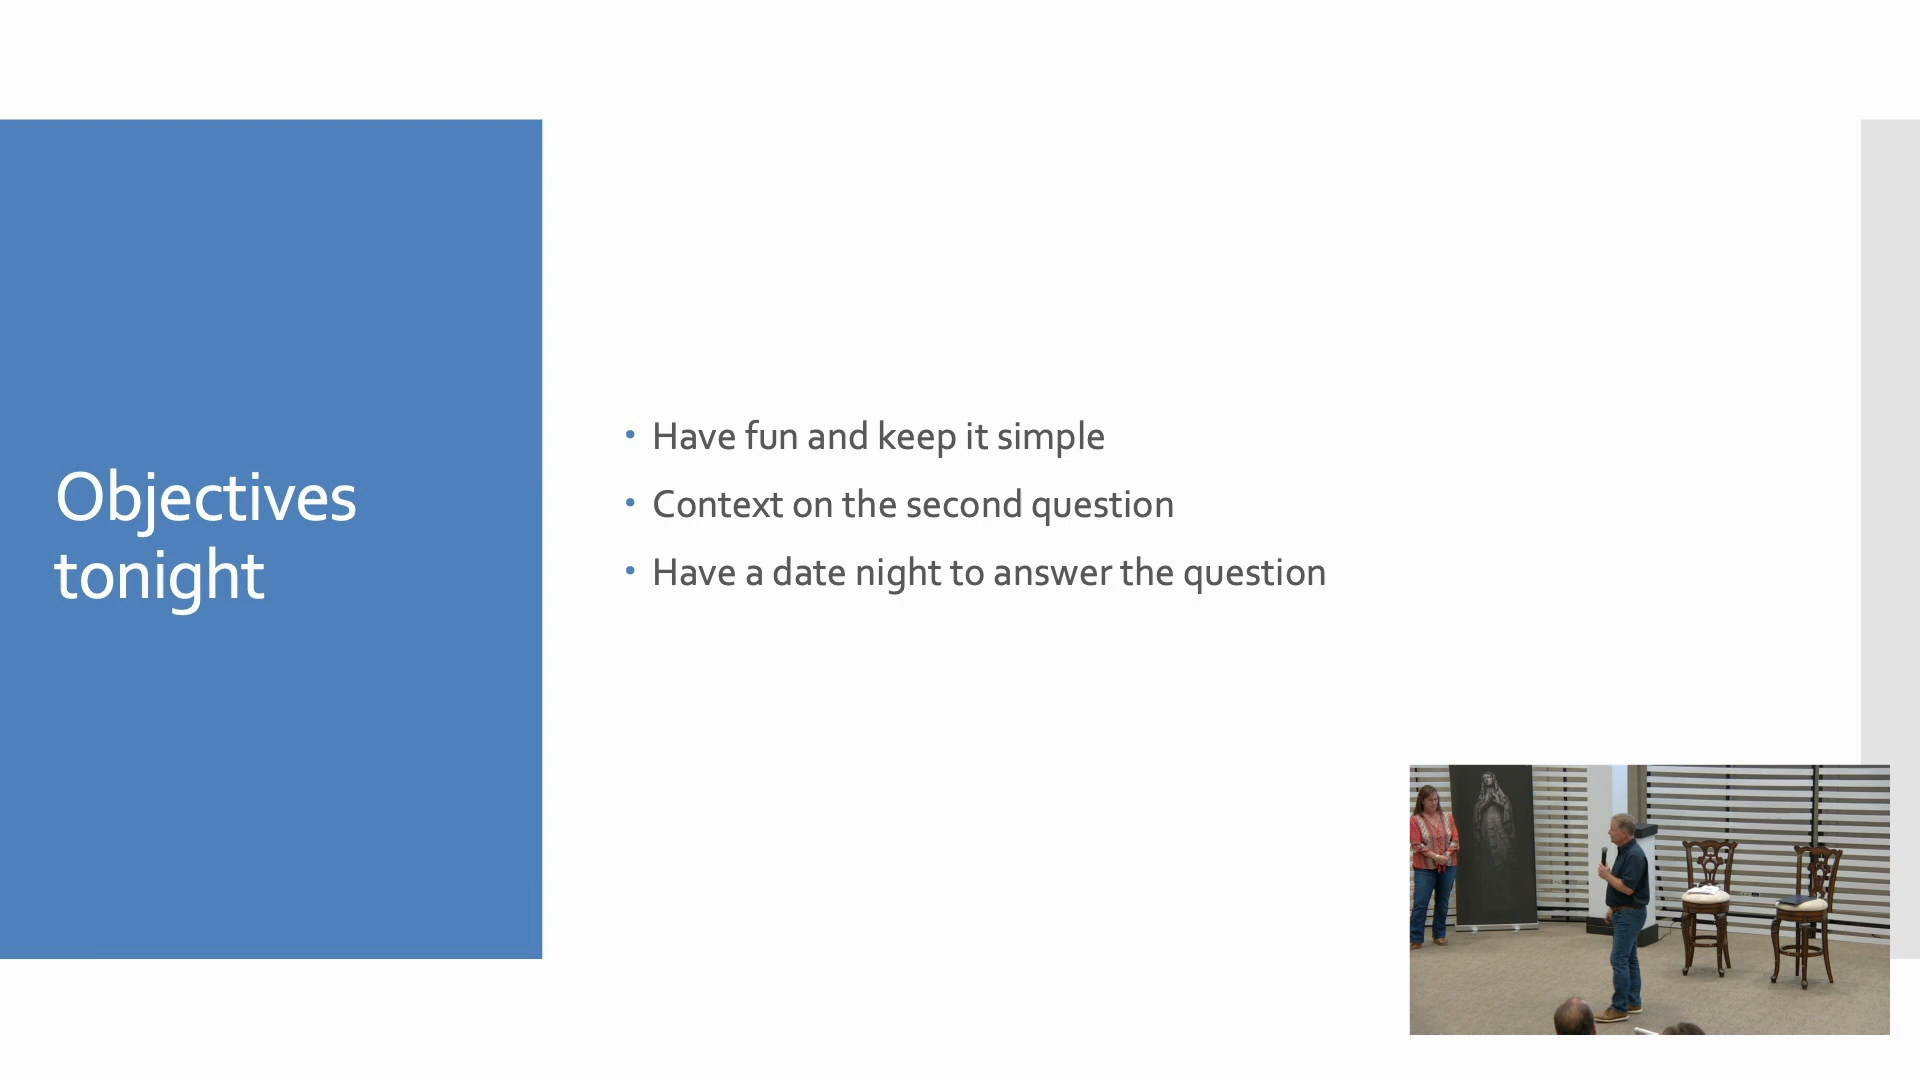 Objectives
tonight
• Have fun and keep it simple
• Context on the second question
• Have a date night to answer the question